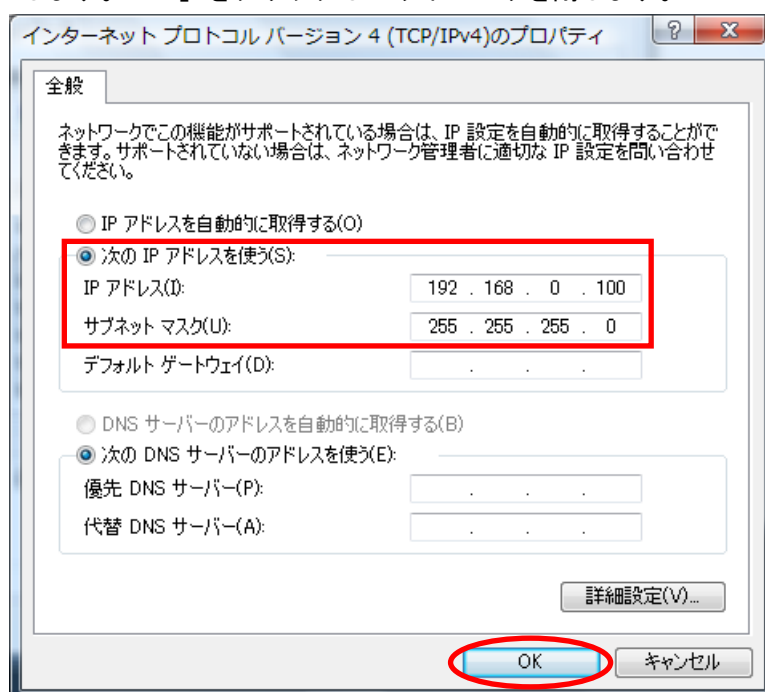 インターネット プロトコル バージョン 4 (TCP/IPv4)のプロパティ
全般
ネットワークでこの機能がサポートされている場合は、IP 設定を自動的に取得することがで
きます。サポートされていない場合は、ネットワーク管理者に適切な IP 設定を問い合わせ
てください。
IP アドレスを自動的に取得する(O)
次の IP アドレスを使う(S):
IP アドレス(I): 192 . 168 . 0 . 100
サブネット マスク(U): 255 . 255 . 255 . 0
デフォルト ゲートウェイ(D): . . .
DNS サーバーのアドレスを自動的に取得する(B)
次の DNS サーバーのアドレスを使う(E):
優先 DNS サーバー(P): . . .
代替 DNS サーバー(A): . . .
詳細設定(V)...
OK キャンセル